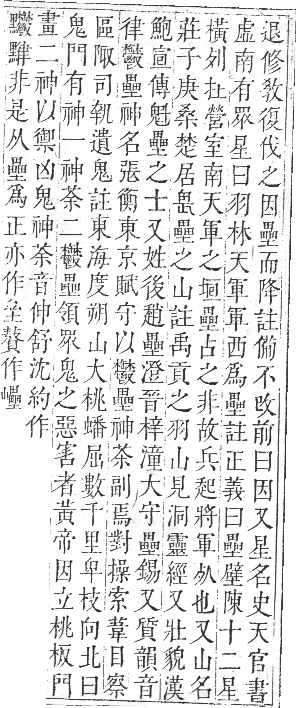 退修敎復伐之因壘而降註備不改前曰因又星名史天官書
虛南有眾星曰羽林天軍軍西爲壘註正義曰壘壁陳十二星
橫列在營室南天軍之垣壘占之非故兵起將軍𣦸也又山名
莊子庚桑楚居畏壘之山註禹貢之羽山見洞靈經又壯貌漢
鮑宣傳魁壘之士又姓後趙壘澄晉梓潼大守壘錫又質韻音
律鬱壘神名張衡東京賦守以鬱壘神荼副焉對操索葦目察
區陬司執遺鬼註東海度朔山大桃蟠屈數千里卑枝向北曰
鬼門有神一神荼二鬱壘領眾鬼之惡害者黃帝因立桃板門
畫二神以禦凶鬼神荼音伸舒沈約作
非是从壘爲正亦作垒贅作